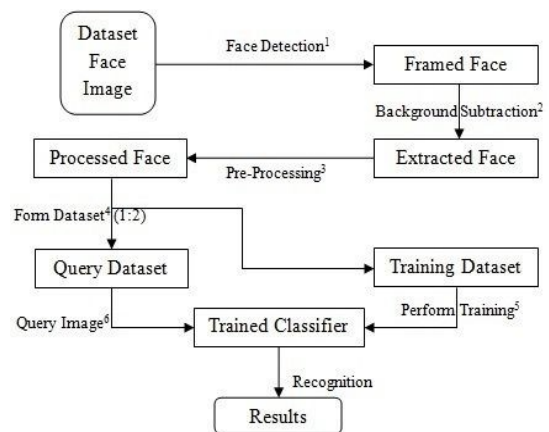 Dataset
Face
Image
Face Detection¹
Framed Face
Background Subtraction²
Extracted Face
Pre-Processing³
Processed Face
Form Dataset⁴ (1:2)
Query Dataset
Training Dataset
Query Image⁶
Perform Training⁵
Trained Classifier
Recognition
Results